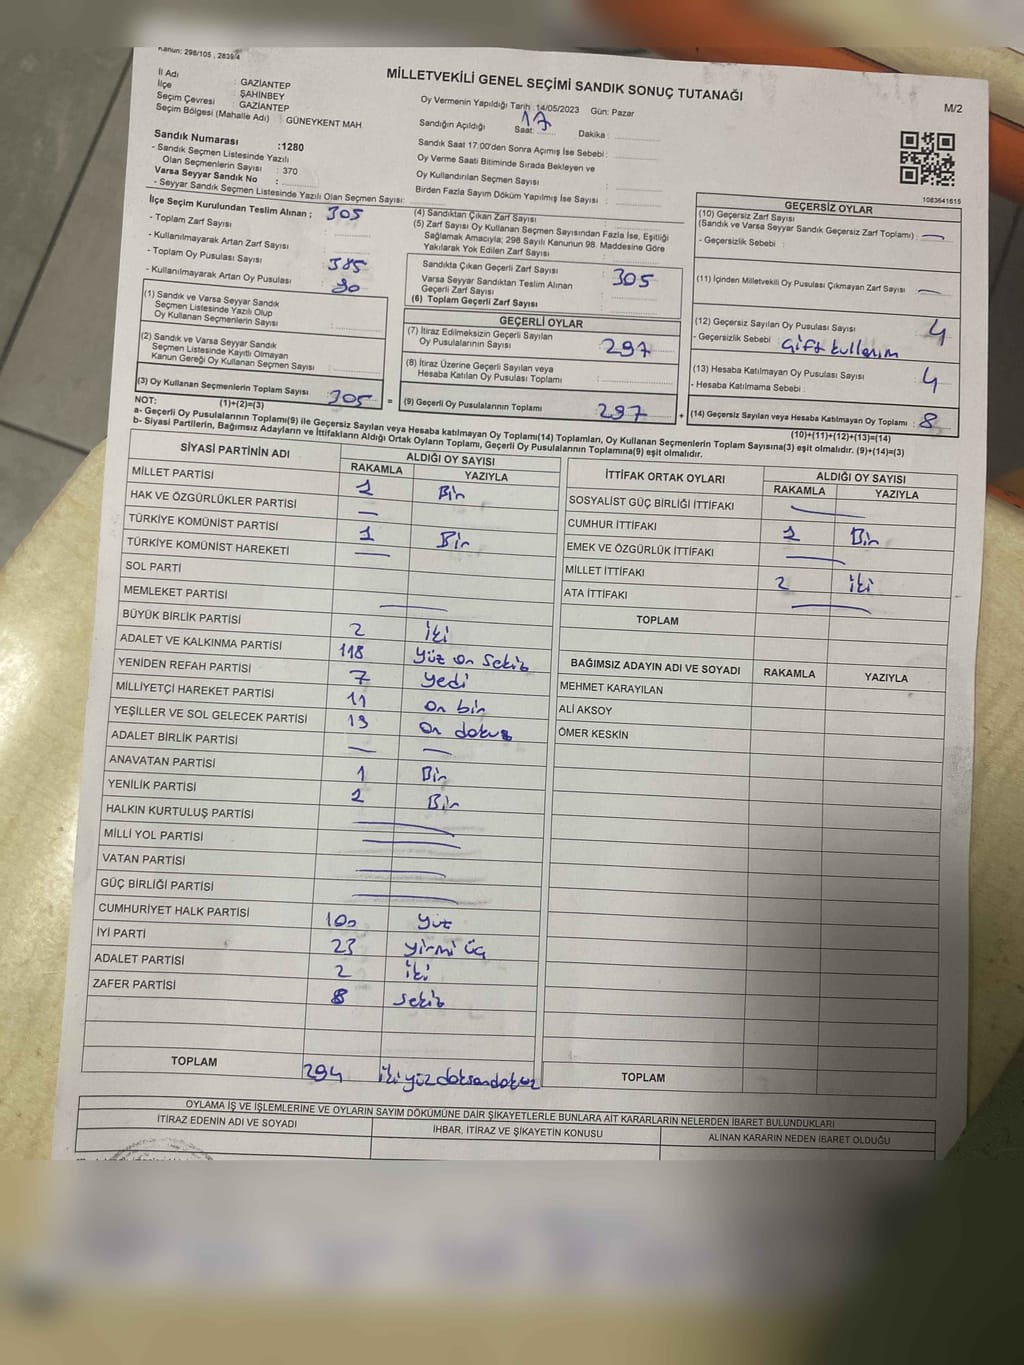 Kanun: 298/105 , 2839/4
MİLLETVEKİLİ GENEL SEÇİMİ SANDIK SONUÇ TUTANAĞI
M/2
İl Adı : GAZİANTEP
İlçe : ŞAHİNBEY
Seçim Çevresi : GAZİANTEP
Seçim Bölgesi (Mahalle Adı) : GÜNEYKENT MAH.
Oy Vermenin Yapıldığı Tarih :14/05/2023 Gün: Pazar
Sandığın Açıldığı Saat: 17 Dakika :
Sandık Saat 17:00'den Sonra Açımış İse Sebebi :
Oy Verme Saati Bitiminde Sırada Bekleyen ve
Oy Kullandırılan Seçmen Sayısı :
Birden Fazla Sayım Döküm Yapılmış İse Sayısı :
Sandık Numarası :1280
- Sandık Seçmen Listesinde Yazılı
Olan Seçmenlerin Sayısı : 370
Varsa Seyyar Sandık No :
- Seyyar Sandık Seçmen Listesinde Yazılı Olan Seçmen Sayısı:
1083641615
İlçe Seçim Kurulundan Teslim Alınan ;
- Toplam Zarf Sayısı : 305
- Kullanılmayarak Artan Zarf Sayısı :
- Toplam Oy Pusulası Sayısı : 385
- Kullanılmayarak Artan Oy Pusulası :
(1) Sandık ve Varsa Seyyar Sandık
Seçmen Listesinde Yazılı Olup
Oy Kullanan Seçmenlerin Sayısı :
(2) Sandık ve Varsa Seyyar Sandık
Seçmen Listesinde Kayıtlı Olmayan
Kanun Gereği Oy Kullanan Seçmen Sayısı :
(3) Oy Kullanan Seçmenlerin Toplam Sayısı : 305
(1)+(2)=(3)
(4) Sandıktan Çıkan Zarf Sayısı :
(5) Zarf Sayısı Oy Kullanan Seçmen Sayısından Fazla İse, Eşitliği
Sağlamak Amacıyla; 298 Sayılı Kanunun 98. Maddesine Göre
Yakılarak Yok Edilen Zarf Sayısı :
Sandıkta Çıkan Geçerli Zarf Sayısı : 305
Varsa Seyyar Sandıktan Teslim Alınan
Geçerli Zarf Sayısı :
(6) Toplam Geçerli Zarf Sayısı :
GEÇERLİ OYLAR
(7) İtiraz Edilmeksizin Geçerli Sayılan
Oy Pusulalarının Sayısı : 297
(8) İtiraz Üzerine Geçerli Sayılan veya
Hesaba Katılan Oy Pusulası Toplamı :
= (9) Geçerli Oy Pusulalarının Toplamı : 297 +
GEÇERSİZ OYLAR
(10) Geçersiz Zarf Sayısı
(Sandık ve Varsa Seyyar Sandık Geçersiz Zarf Toplamı) : —
- Geçersizlik Sebebi :
(11) İçinden Milletvekili Oy Pusulası Çıkmayan Zarf Sayısı : —
(12) Geçersiz Sayılan Oy Pusulası Sayısı : 4
- Geçersizlik Sebebi : Çift kullanım
(13) Hesaba Katılmayan Oy Pusulası Sayısı : 4
- Hesaba Katılmama Sebebi :
(14) Geçersiz Sayılan veya Hesaba Katılmayan Oy Toplamı : 8
(10)+(11)+(12)+(13)=(14)
NOT:
a- Geçerli Oy Pusulalarının Toplamı(9) ile Geçersiz Sayılan veya Hesaba katılmayan Oy Toplamı(14) Toplamları, Oy Kullanan Seçmenlerin Toplam Sayısına(3) eşit olmalıdır. (9)+(14)=(3)
b- Siyasi Partilerin, Bağımsız Adayların ve İttifakların Aldığı Ortak Oyların Toplamı, Geçerli Oy Pusulalarının Toplamına(9) eşit olmalıdır.
SİYASİ PARTİNİN ADI ALDIĞI OY SAYISI
RAKAMLA YAZIYLA
MİLLET PARTİSİ 1 Bir
HAK VE ÖZGÜRLÜKLER PARTİSİ —
TÜRKİYE KOMÜNİST PARTİSİ 1 Bir
TÜRKİYE KOMÜNİST HAREKETİ —
SOL PARTİ
MEMLEKET PARTİSİ —
BÜYÜK BİRLİK PARTİSİ 2 iki
ADALET VE KALKINMA PARTİSİ 118 yüz on sekiz
YENİDEN REFAH PARTİSİ 7 yedi
MİLLİYETÇİ HAREKET PARTİSİ 11 on bir
YEŞİLLER VE SOL GELECEK PARTİSİ 19 on dokuz
ADALET BİRLİK PARTİSİ — —
ANAVATAN PARTİSİ 1 Bir
YENİLİK PARTİSİ 1 Bir
HALKIN KURTULUŞ PARTİSİ —
MİLLİ YOL PARTİSİ —
VATAN PARTİSİ —
GÜÇ BİRLİĞİ PARTİSİ —
CUMHURİYET HALK PARTİSİ 100 yüz
İYİ PARTİ 23 yirmi üç
ADALET PARTİSİ 2 iki
ZAFER PARTİSİ 8 sekiz
TOPLAM 294 iki yüz doksan dokuz
İTTİFAK ORTAK OYLARI ALDIĞI OY SAYISI
RAKAMLA YAZIYLA
SOSYALİST GÜÇ BİRLİĞİ İTTİFAKI —
CUMHUR İTTİFAKI 1 Bir
EMEK VE ÖZGÜRLÜK İTTİFAKI —
MİLLET İTTİFAKI 2 iki
ATA İTTİFAKI —
TOPLAM
BAĞIMSIZ ADAYIN ADI VE SOYADI RAKAMLA YAZIYLA
MEHMET KARAYILAN
ALİ AKSOY
ÖMER KESKİN
TOPLAM
OYLAMA İŞ VE İŞLEMLERİNE VE OYLARIN SAYIM DÖKÜMÜNE DAİR ŞİKAYETLERLE BUNLARA AİT KARARLARIN NELERDEN İBARET BULUNDUKLARI
İTİRAZ EDENİN ADI VE SOYADI İHBAR, İTİRAZ VE ŞİKAYETİN KONUSU ALINAN KARARIN NEDEN İBARET OLDUĞU